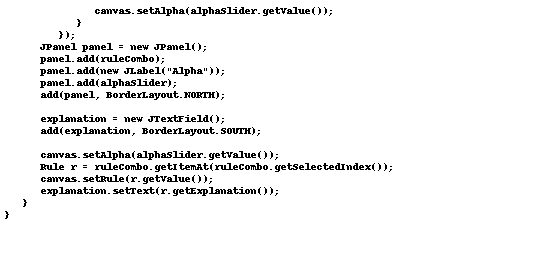 canvas.setAlpha(alphaSlider.getValue());
}
});
JPanel panel = new JPanel();
panel.add(ruleCombo);
panel.add(new JLabel("Alpha"));
panel.add(alphaSlider);
add(panel, BorderLayout.NORTH);
explanation = new JTextField();
add(explanation, BorderLayout.SOUTH);
canvas.setAlpha(alphaSlider.getValue());
Rule r = ruleCombo.getItemAt(ruleCombo.getSelectedIndex());
canvas.setRule(r.getValue());
explanation.setText(r.getExplanation());
}
}